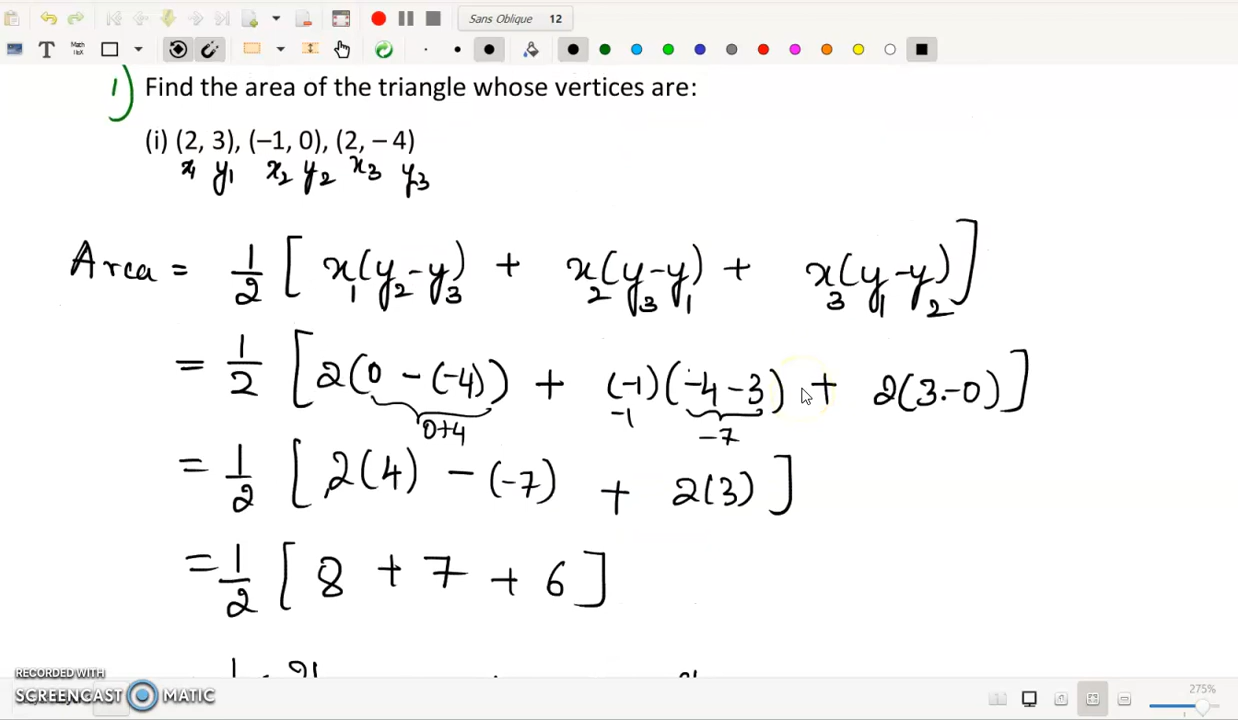 Sans Oblique 12
T Math LaTeX
1) Find the area of the triangle whose vertices are:
(i) (2, 3), (–1, 0), (2, – 4)
x₁ y₁ x₂ y₂ x₃ y₃
Area = 1/2 [ x₁(y₂-y₃) + x₂(y₃-y₁) + x₃(y₁-y₂) ]
= 1/2 [ 2(0 - (-4)) + (-1)(-4-3) + 2(3-0) ]
0+4 -1 -7
= 1/2 [ 2(4) - (-7) + 2(3) ]
= 1/2 [ 8 + 7 + 6 ]
RECORDED WITH
SCREENCAST MATIC
275%